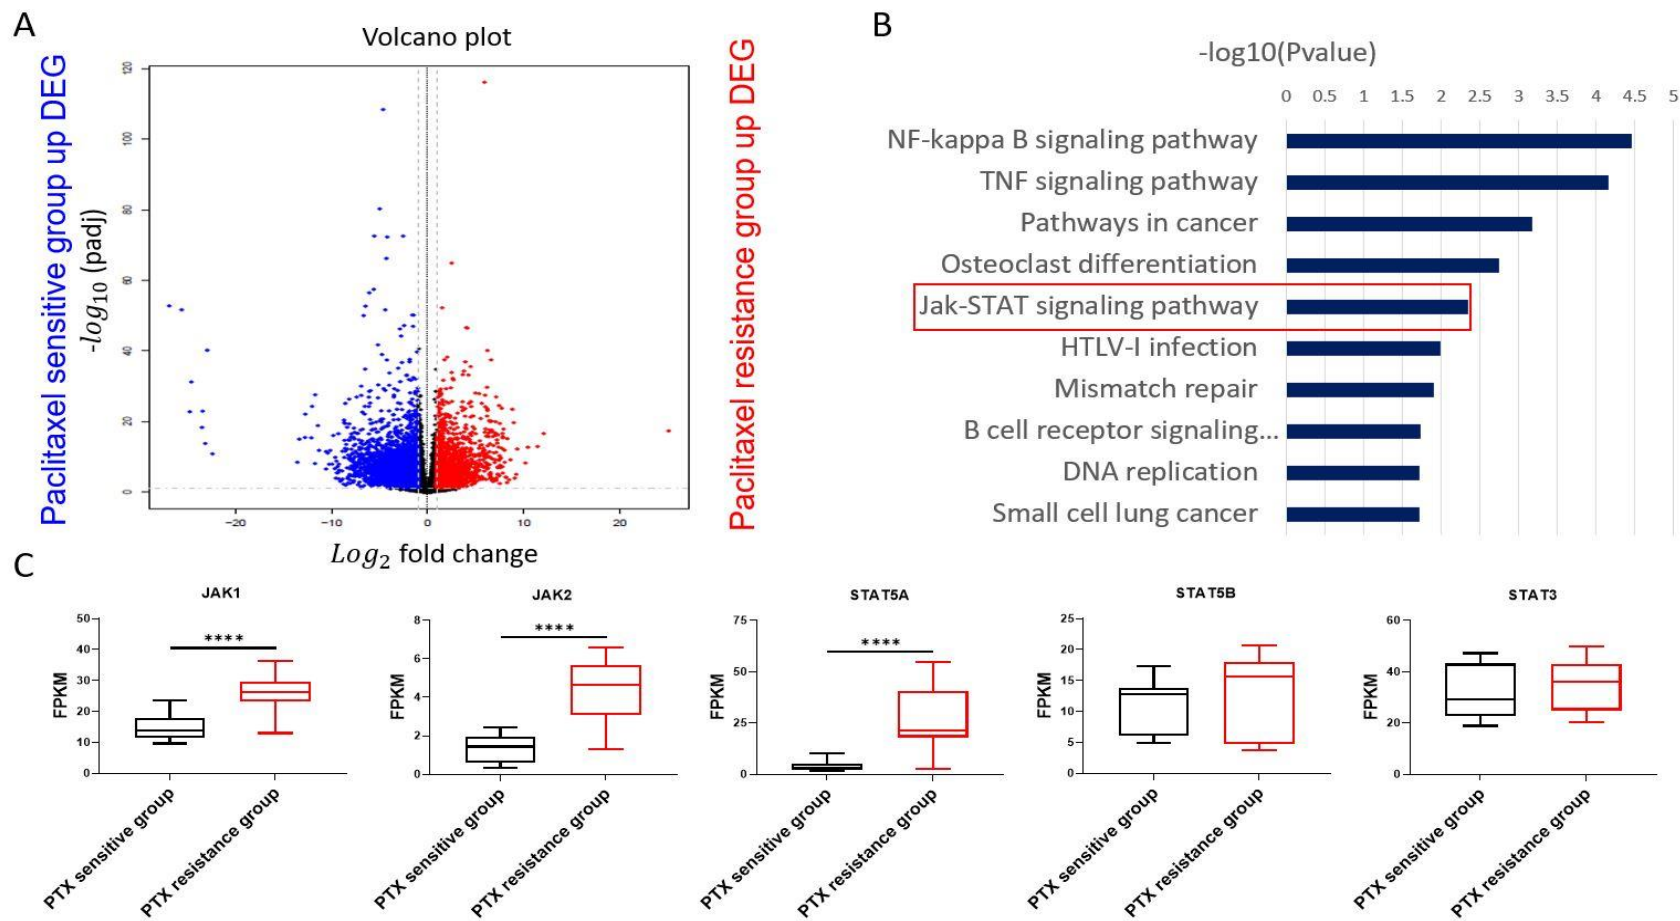 A
Volcano plot
Paclitaxel sensitive group up DEG
-log10 (padj)
120
100
80
60
40
20
0
-20
-10
0
10
20
Log2 fold change
Paclitaxel resistance group up DEG
B
-log10(Pvalue)
0 0.5 1 1.5 2 2.5 3 3.5 4 4.5 5
NF-kappa B signaling pathway
TNF signaling pathway
Pathways in cancer
Osteoclast differentiation
Jak-STAT signaling pathway
HTLV-I infection
Mismatch repair
B cell receptor signaling...
DNA replication
Small cell lung cancer
C
JAK1
FPKM
50
40
30
20
10
0
****
PTX sensitive group
PTX resistance group
JAK2
FPKM
8
6
4
2
0
****
PTX sensitive group
PTX resistance group
STAT5A
FPKM
75
50
25
0
****
PTX sensitive group
PTX resistance group
STAT5B
FPKM
25
20
15
10
5
0
PTX sensitive group
PTX resistance group
STAT3
FPKM
60
40
20
0
PTX sensitive group
PTX resistance group